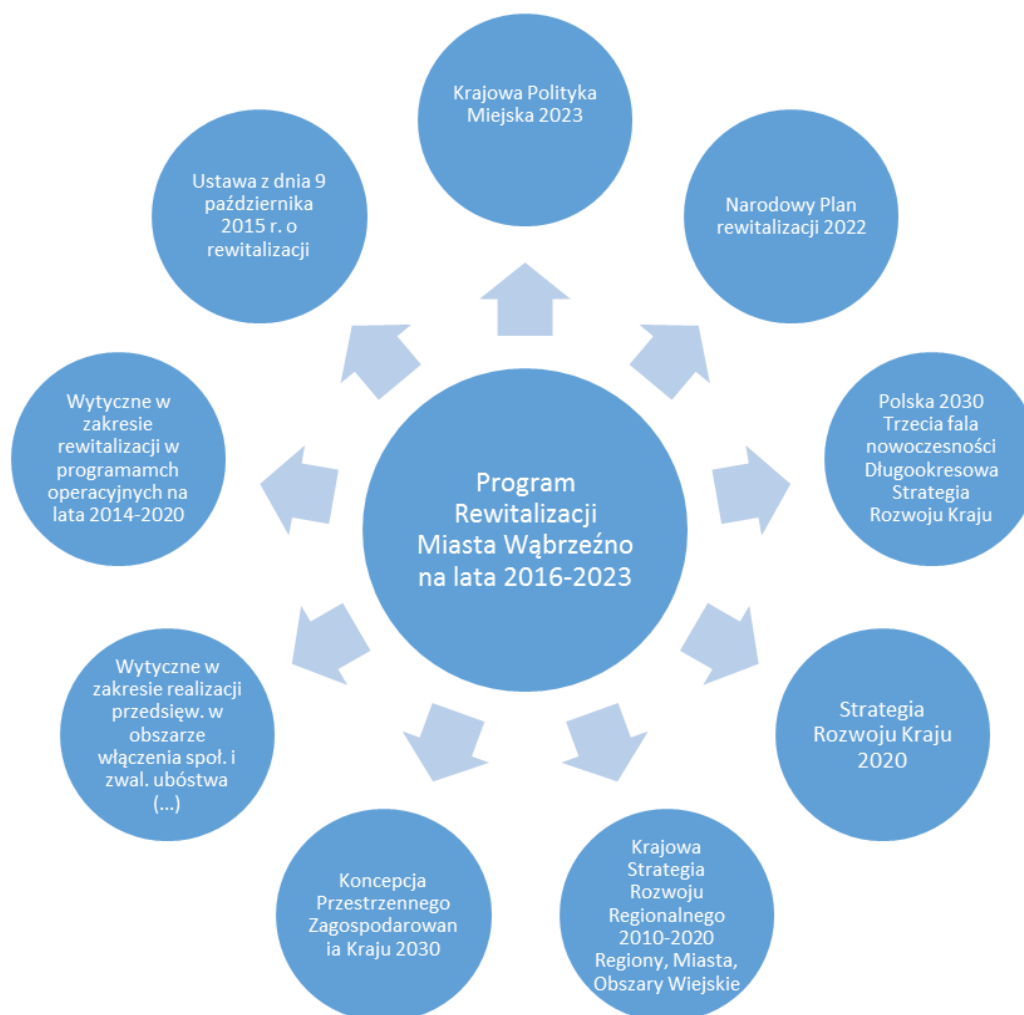 Krajowa Polityka
Miejska 2023
Ustawa z dnia 9
października
2015 r. o
rewitalizacji
Narodowy Plan
rewitalizacji 2022
Wytyczne w
zakresie
rewitalizacji w
programamch
operacyjnych na
lata 2014-2020
Polska 2030
Trzecia fala
nowoczesności
Długookresowa
Strategia
Rozwoju Kraju
Program
Rewitalizacji
Miasta Wąbrzeźno
na lata 2016-2023
Wytyczne w
zakresie realizacji
przedsięw. w
obszarze
włączenia społ. i
zwal. ubóstwa
(...)
Strategia
Rozwoju Kraju
2020
Koncepcja
Przestrzennego
Zagospodarowan
ia Kraju 2030
Krajowa
Strategia
Rozwoju
Regionalnego
2010-2020
Regiony, Miasta,
Obszary Wiejskie